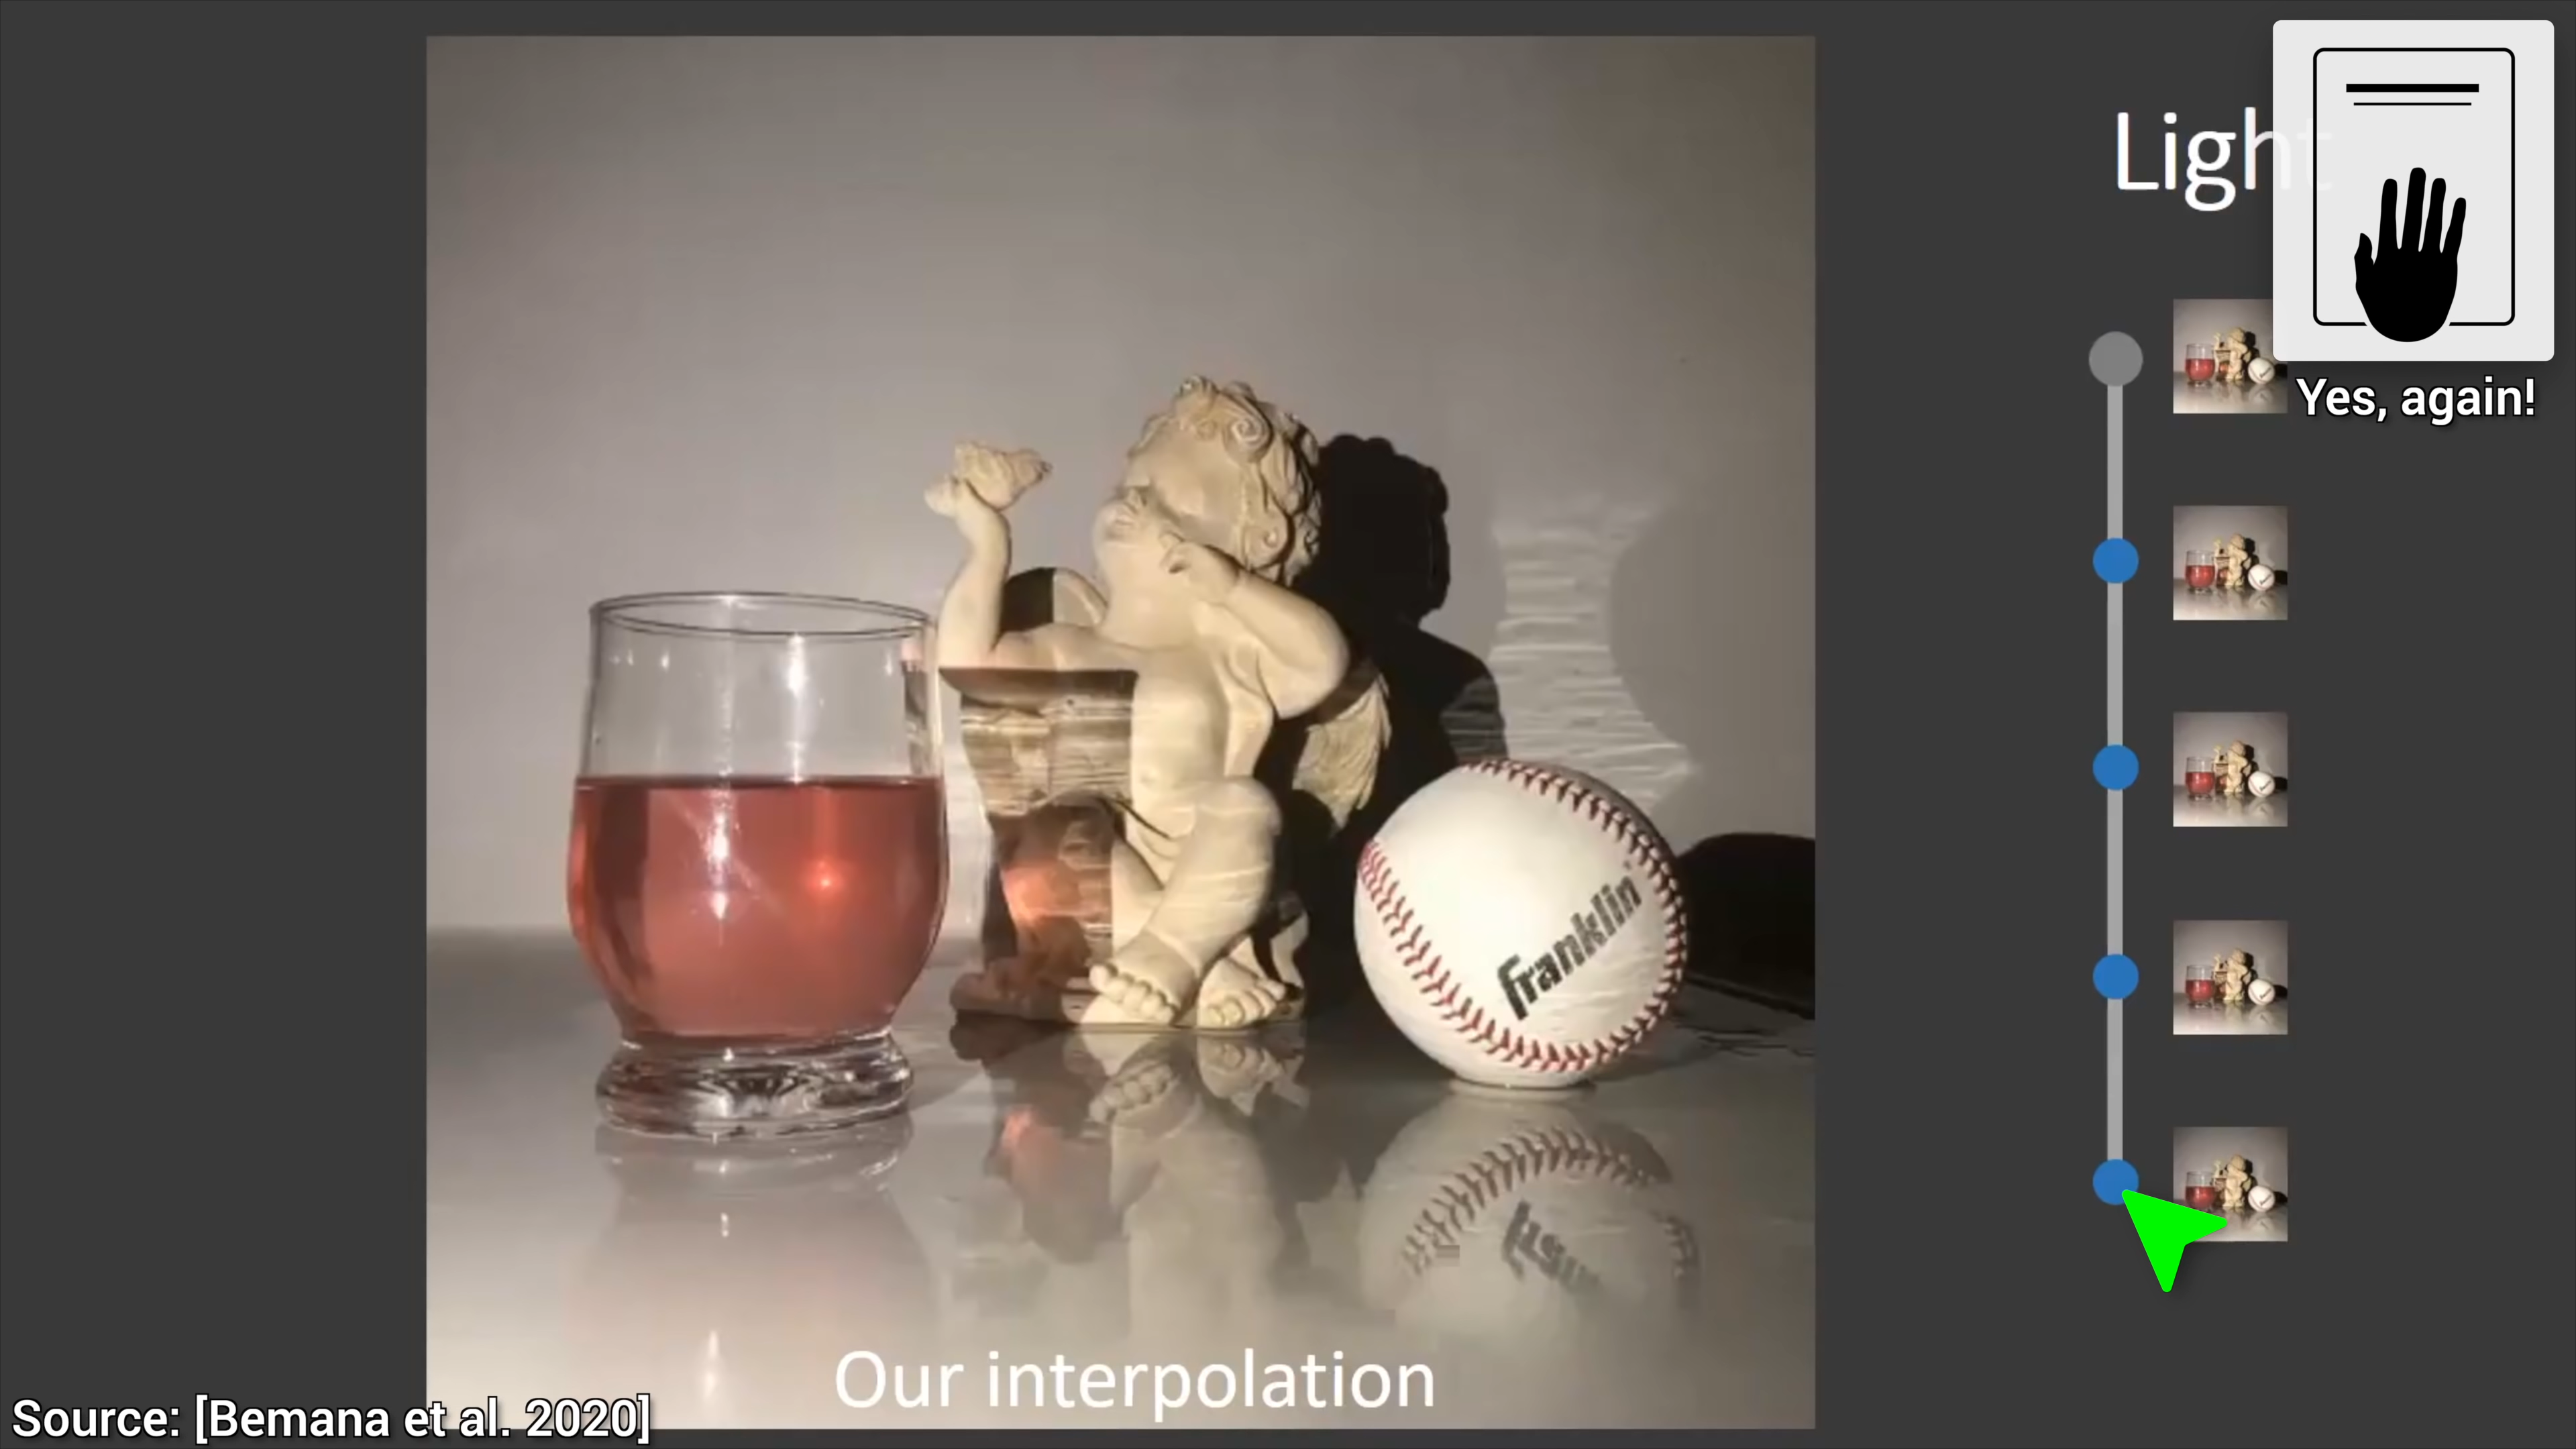 Light
Yes, again!
franklin
Our interpolation
Source: [Bemana et al. 2020]